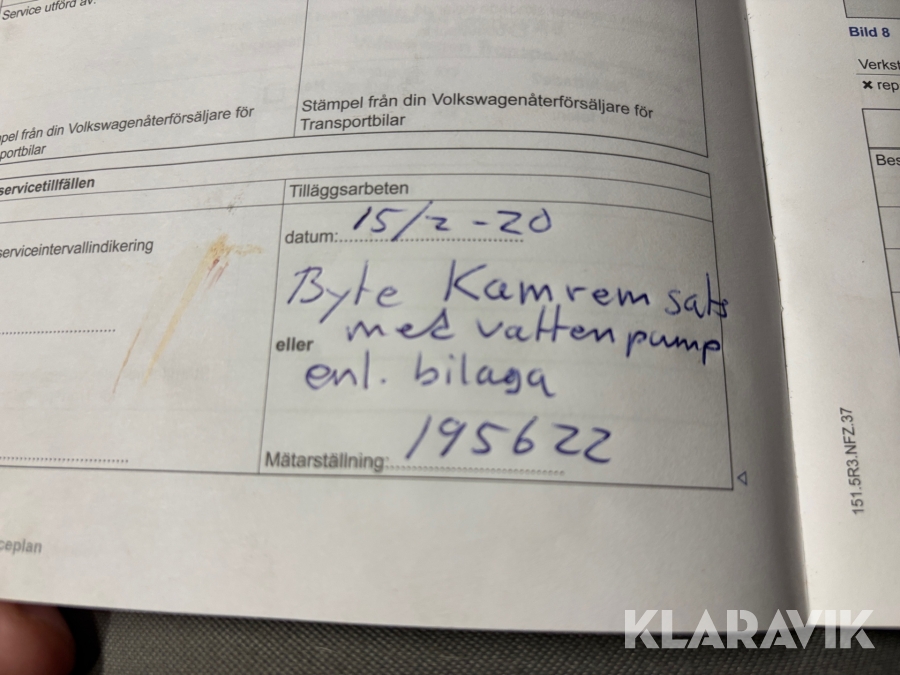 Service utförd av:
Stämpel från din Volkswagenåterförsäljare för
Transportbilar
pel från din Volkswagenåterförsäljare för
portbilar
Bild 8
Verkst
✖ rep
Bes
servicetillfällen
Tilläggsarbeten
serviceintervallindikering
datum: 15/2-20
Byte Kamrem sats
eller med vattenpump
enl. bilaga
Mätarställning: 195622
151.5R3.NFZ.37
ceplan
KLARAVIK